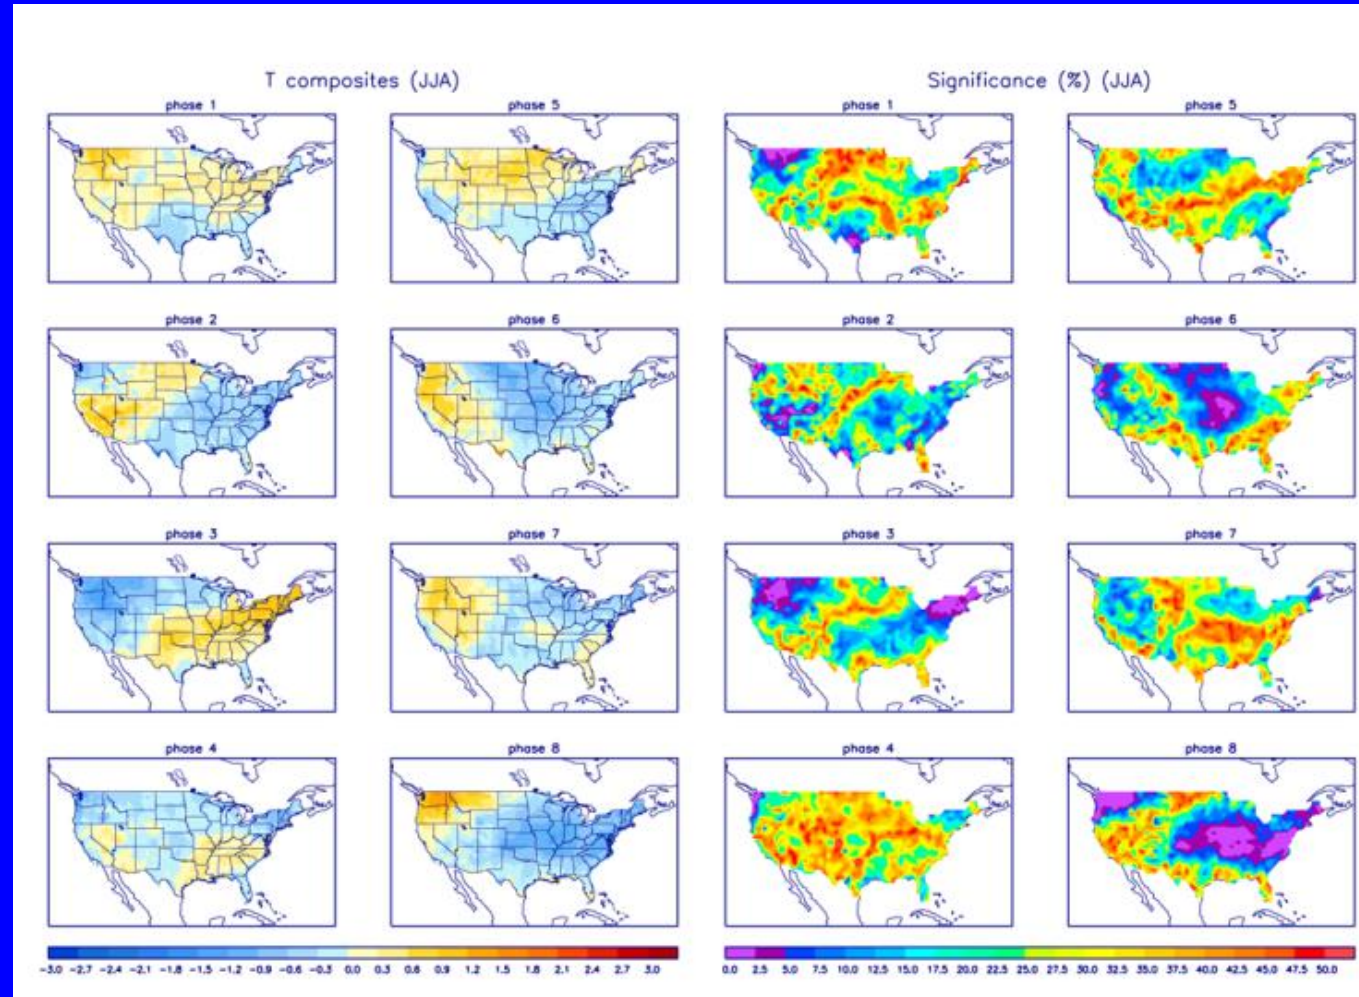 T composites (JJA) Significance (%) (JJA)
phase 1 phase 5 phase 1 phase 5
phase 2 phase 6 phase 2 phase 6
phase 3 phase 7 phase 3 phase 7
phase 4 phase 8 phase 4 phase 8
-3.0 -2.7 -2.4 -2.1 -1.8 -1.5 -1.2 -0.9 -0.6 -0.3 0.0 0.3 0.6 0.9 1.2 1.5 1.8 2.1 2.4 2.7 3.0 0.0 2.5 5.0 7.5 10.0 12.5 15.0 17.5 20.0 22.5 25.0 27.5 30.0 32.5 35.0 37.5 40.0 42.5 45.0 47.5 50.0